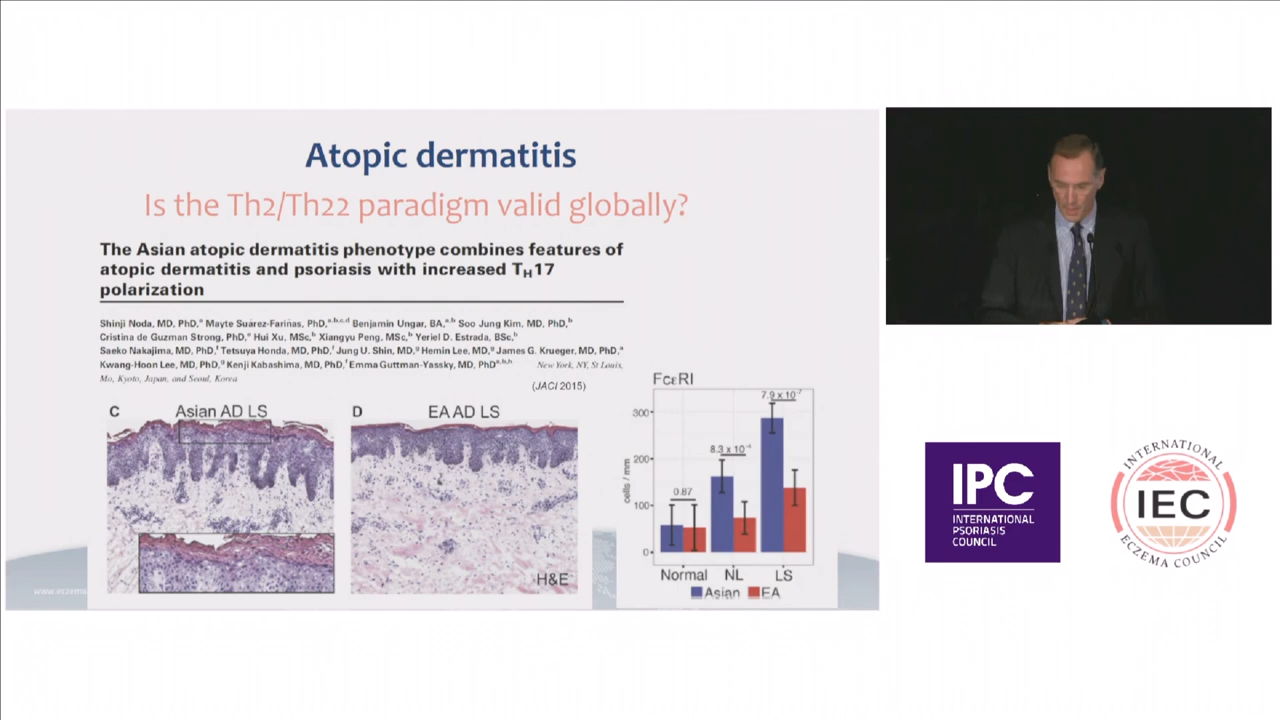 Atopic dermatitis
Is the Th2/Th22 paradigm valid globally?
The Asian atopic dermatitis phenotype combines features of
atopic dermatitis and psoriasis with increased TH17
polarization
Shinji Noda, MD, PhD,a Mayte Suárez-Fariñas, PhD,a,b,c,d Benjamin Ungar, BA,a,b Soo Jung Kim, MD, PhD,b
Cristina de Guzman Strong, PhD,e Hui Xu, MSc,b Xiangyu Peng, MSc,b Yeriel D. Estrada, BSc,b
Saeko Nakajima, MD, PhD,f Tetsuya Honda, MD, PhD,f Jung U. Shin, MD,g Hemin Lee, MD,g James G. Krueger, MD, PhD,a
Kwang-Hoon Lee, MD, PhD,g Kenji Kabashima, MD, PhD,f Emma Guttman-Yassky, MD, PhDa,b,h New York, NY, St Louis,
Mo, Kyoto, Japan, and Seoul, Korea
(JACI 2015)
C Asian AD LS
D EA AD LS
H&E
FcεRI
cells / mm
300
200
100
0
0.87
8.3 x 10-4
7.9 x 10-7
Normal NL LS
Asian EA
IPC
INTERNATIONAL
PSORIASIS
COUNCIL
INTERNATIONAL
IEC
ECZEMA COUNCIL